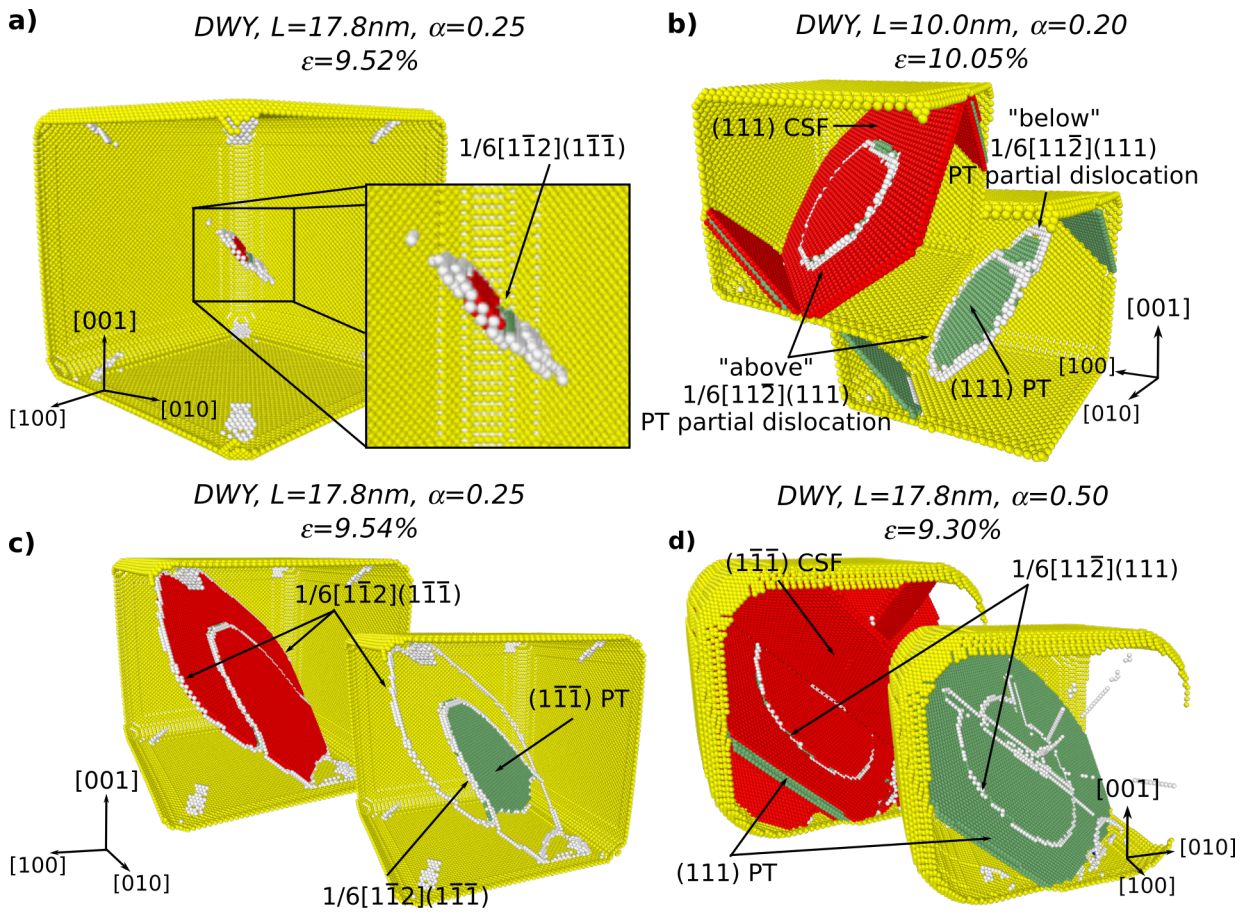 a)
DWY, L=17.8nm, α=0.25
ε=9.52%
1/6[11̅2](11̅1̅)
[001]
[100]
[010]
b)
DWY, L=10.0nm, α=0.20
ε=10.05%
(111) CSF
"below"
1/6[112̅](111)
PT partial dislocation
[001]
[100]
[010]
"above"
1/6[112̅](111)
PT partial dislocation
(111) PT
c)
DWY, L=17.8nm, α=0.25
ε=9.54%
1/6[11̅2](11̅1̅)
(11̅1̅) PT
[001]
[100]
[010]
1/6[11̅2](11̅1̅)
d)
DWY, L=17.8nm, α=0.50
ε=9.30%
(11̅1̅) CSF
1/6[112̅](111)
[001]
[010]
[100]
(111) PT